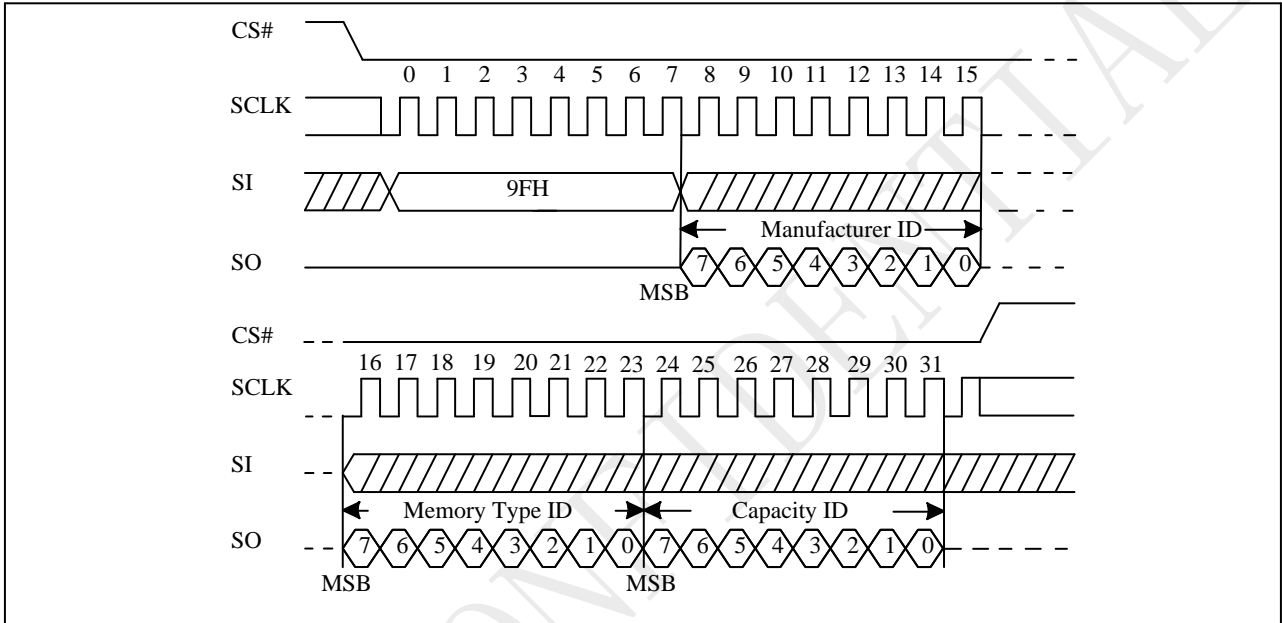 CS#
0 1 2 3 4 5 6 7 8 9 10 11 12 13 14 15
SCLK
SI
9FH
Manufacturer ID
SO
7 6 5 4 3 2 1 0
MSB
CS#
16 17 18 19 20 21 22 23 24 25 26 27 28 29 30 31
SCLK
SI
Memory Type ID Capacity ID
SO
7 6 5 4 3 2 1 0 7 6 5 4 3 2 1 0
MSB MSB
ONFIDENTIAL